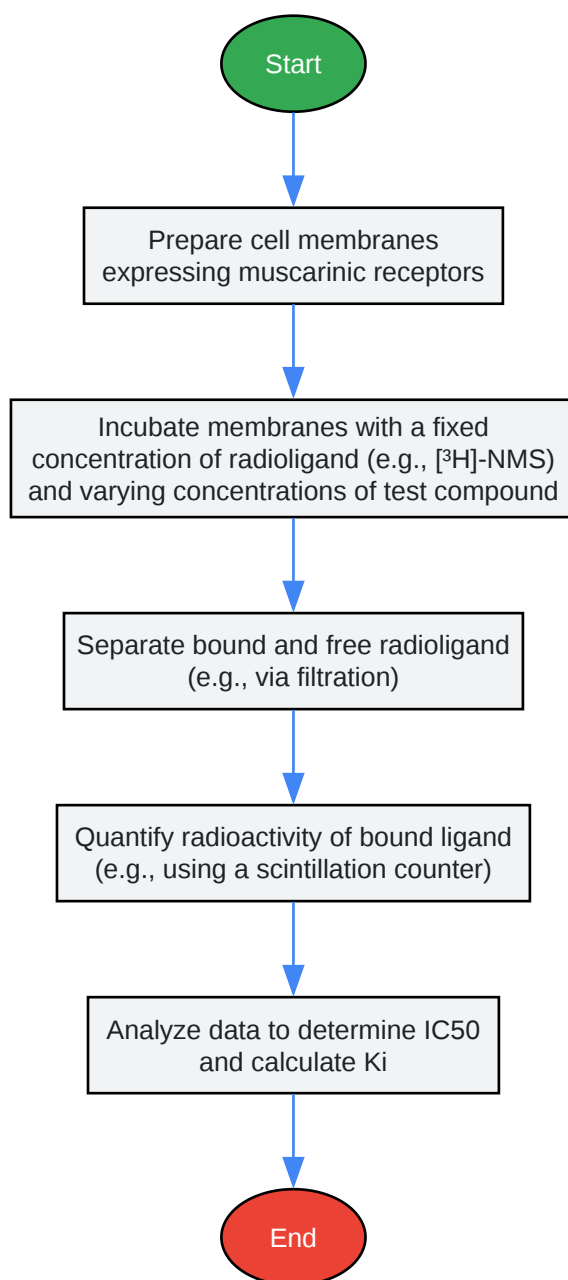 Start
Prepare cell membranes
expressing muscarinic receptors
Incubate membranes with a fixed
concentration of radioligand (e.g., [³H]-NMS)
and varying concentrations of test compound
Separate bound and free radioligand
(e.g., via filtration)
Quantify radioactivity of bound ligand
(e.g., using a scintillation counter)
Analyze data to determine IC50
and calculate Ki
End